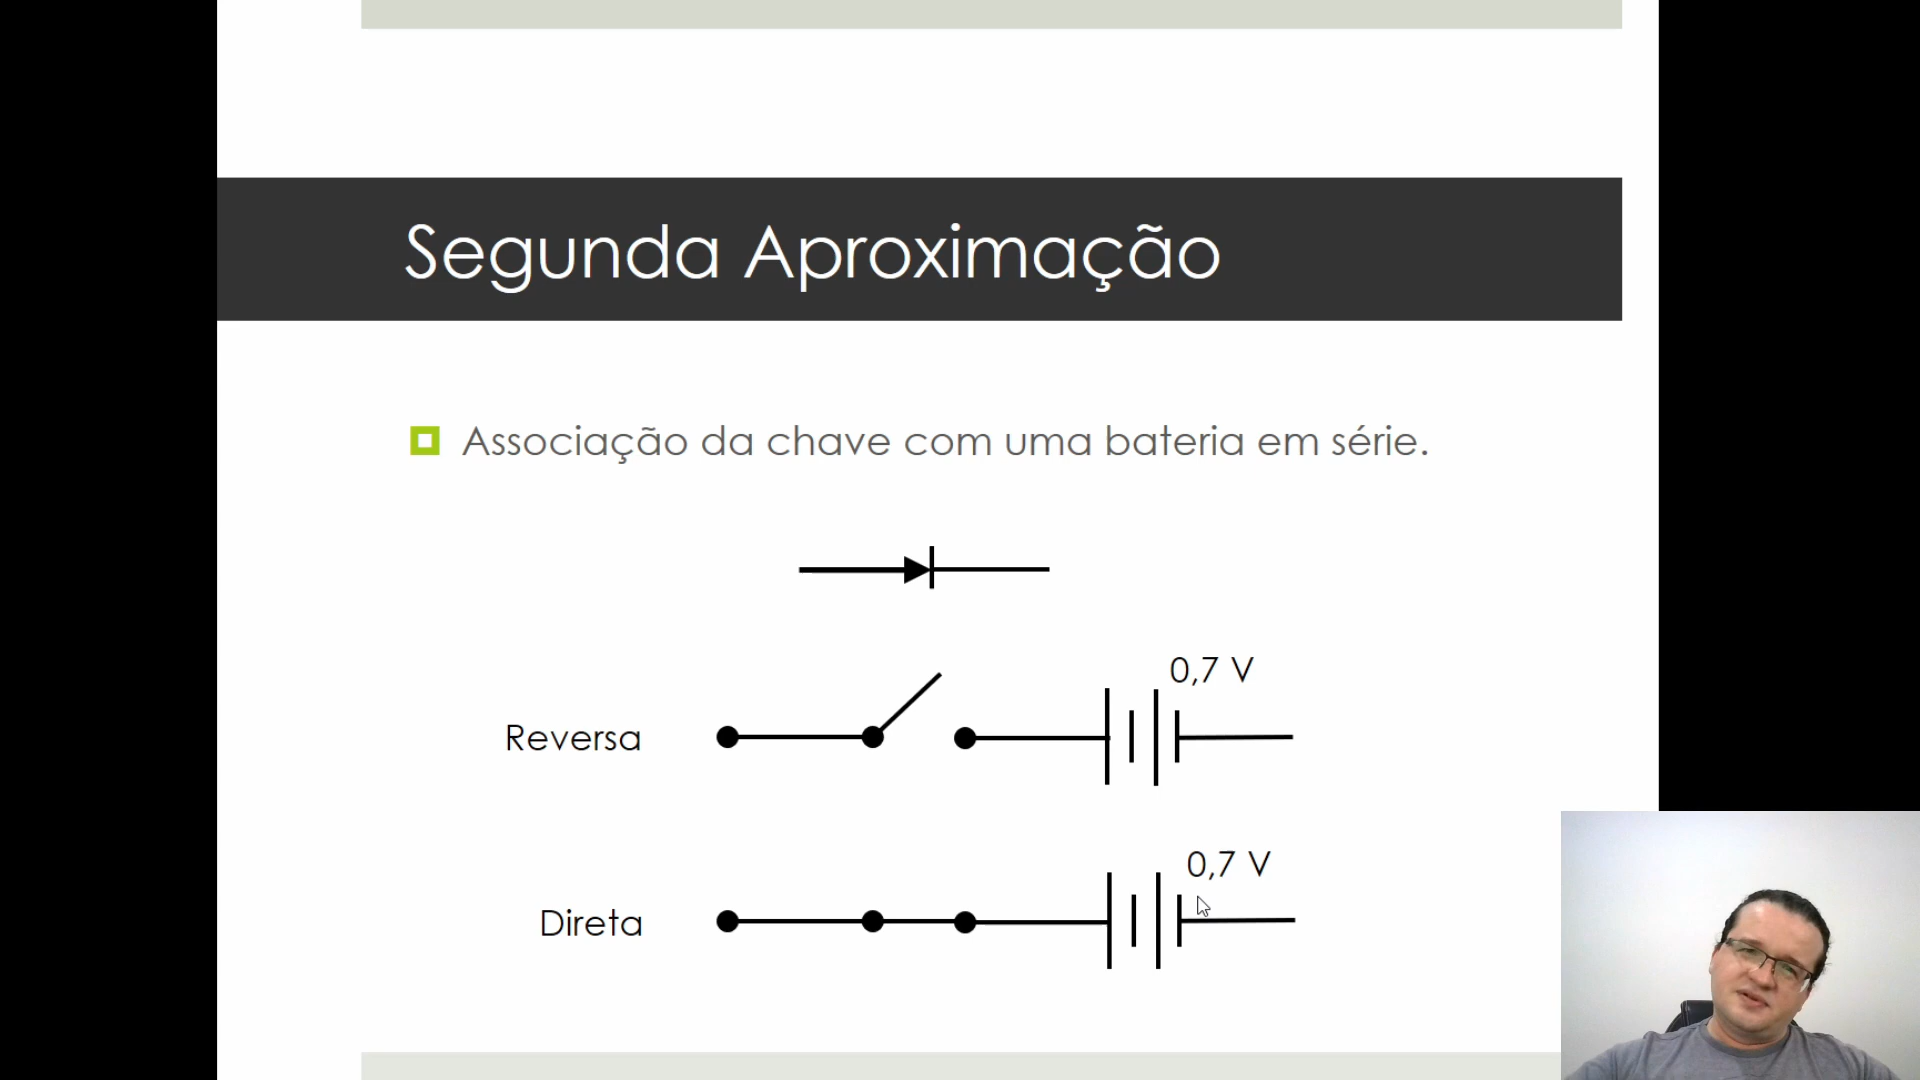 Segunda Aproximação
Associação da chave com uma bateria em série.
0,7 V
Reversa
0,7 V
Direta